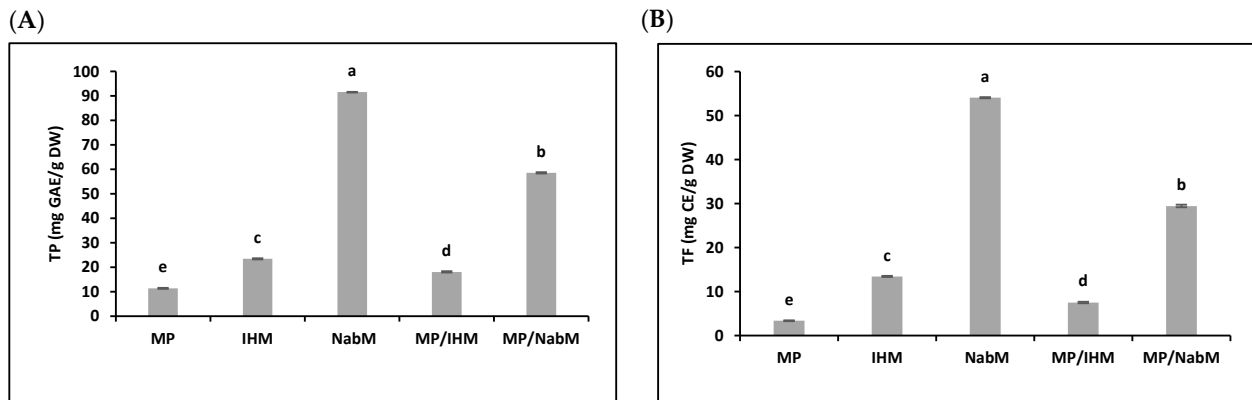 (A)
TP (mg GAE/g DW)
100
90
80
70
60
50
40
30
20
10
0
e
c
a
d
b
MP IHM NabM MP/IHM MP/NabM
(B)
TF (mg CE/g DW)
60
50
40
30
20
10
0
e
c
a
d
b
MP IHM NabM MP/IHM MP/NabM